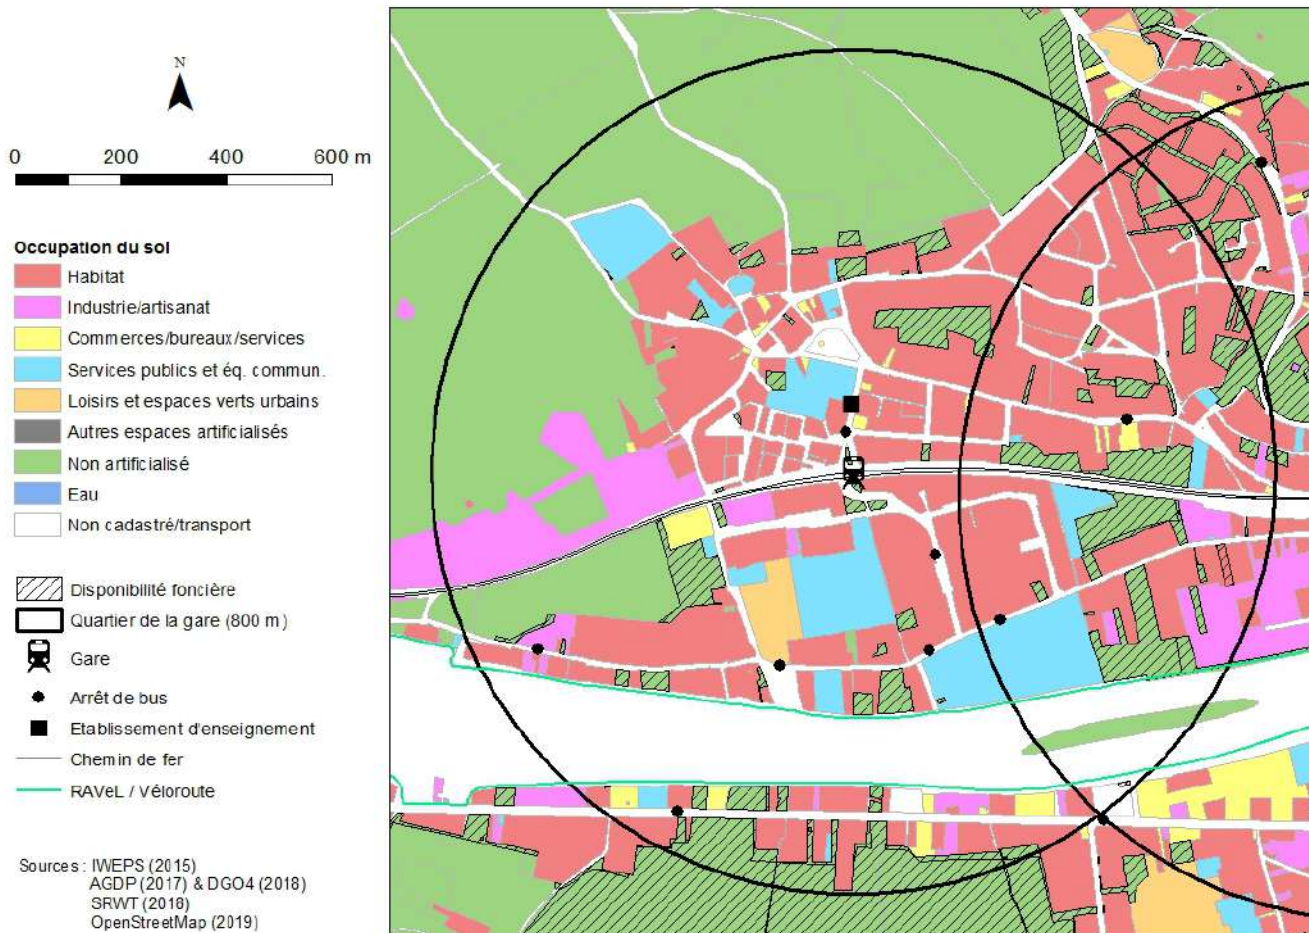 N
0 200 400 600 m
Occupation du sol
Habitat
Industrie/artisanat
Commerces/bureaux/services
Services publics et éq. commun.
Loisirs et espaces verts urbains
Autres espaces artificialisés
Non artificialisé
Eau
Non cadastré/transport
Disponibilité foncière
Quartier de la gare (800 m)
Gare
Arrêt de bus
Etablissement d'enseignement
Chemin de fer
RAVeL / Véloroute
Sources : IWEPS (2015)
AGDP (2017) & DGO4 (2018)
SRWT (2018)
OpenStreetMap (2019)